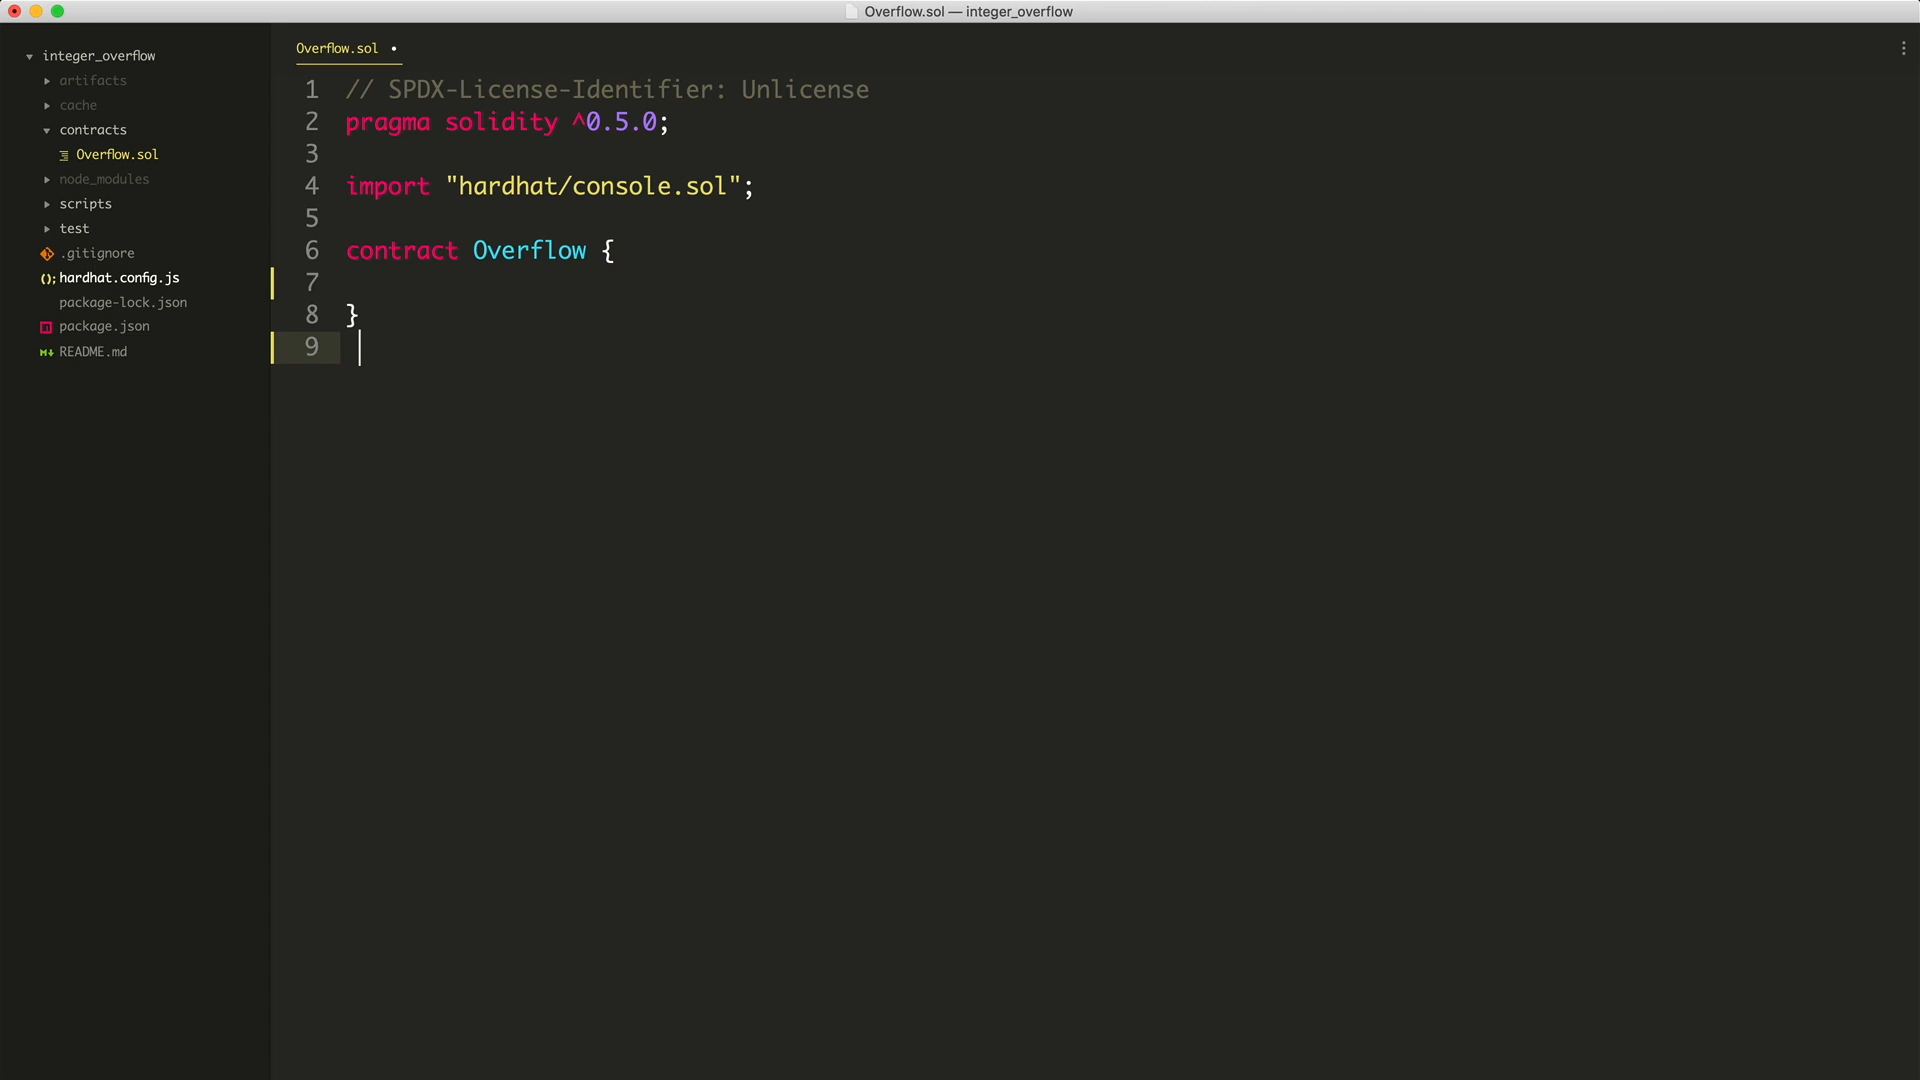 Overflow.sol — integer_overflow
integer_overflow
artifacts
cache
contracts
Overflow.sol
node_modules
scripts
test
.gitignore
hardhat.config.js
package-lock.json
package.json
README.md
Overflow.sol •
1 // SPDX-License-Identifier: Unlicense
2 pragma solidity ^0.5.0;
3
4 import "hardhat/console.sol";
5
6 contract Overflow {
7
8 }
9